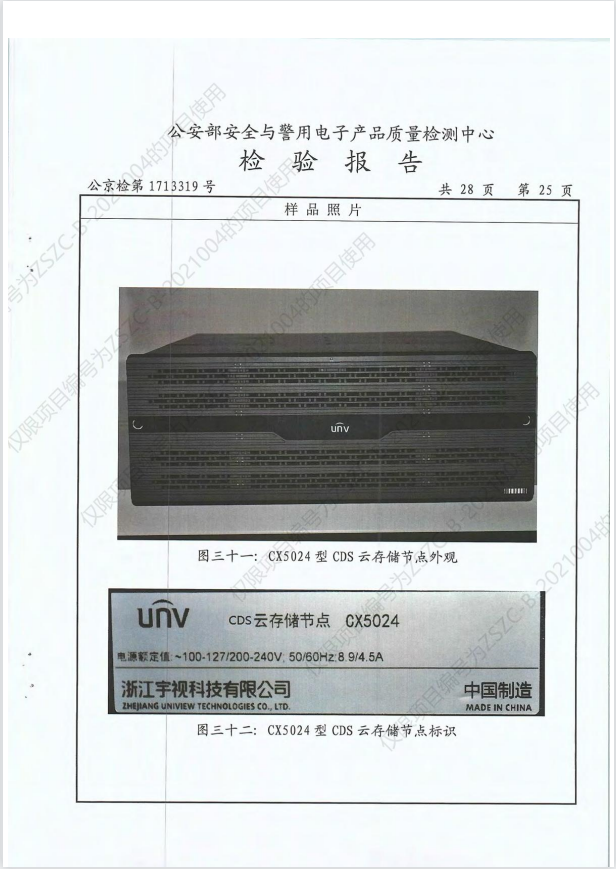 公安部安全与警用电子产品质量检测中心
检验报告
公京检第 1713319 号
共 28 页 第 25 页
样品照片
unv
图三十一: CX5024 型 CDS 云存储节点外观
unv CDS云存储节点 CX5024
电源额定值:~100-127/200-240V; 50/60Hz;8.9/4.5A
浙江宇视科技有限公司 中国制造
ZHEJIANG UNIVIEW TECHNOLOGIES CO., LTD. MADE IN CHINA
图三十二: CX5024 型 CDS 云存储节点标识
仅限项目编号为ZSZC-B-2021004的项目使用